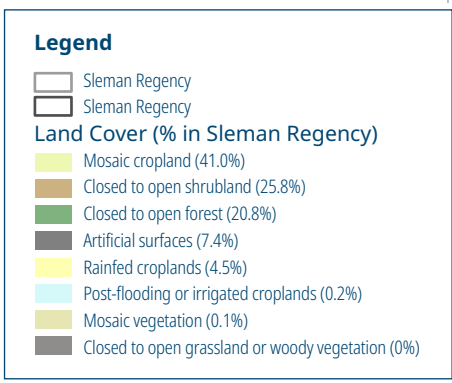 Legend
Sleman Regency
Sleman Regency
Land Cover (% in Sleman Regency)
Mosaic cropland (41.0%)
Closed to open shrubland (25.8%)
Closed to open forest (20.8%)
Artificial surfaces (7.4%)
Rainfed croplands (4.5%)
Post-flooding or irrigated croplands (0.2%)
Mosaic vegetation (0.1%)
Closed to open grassland or woody vegetation (0%)